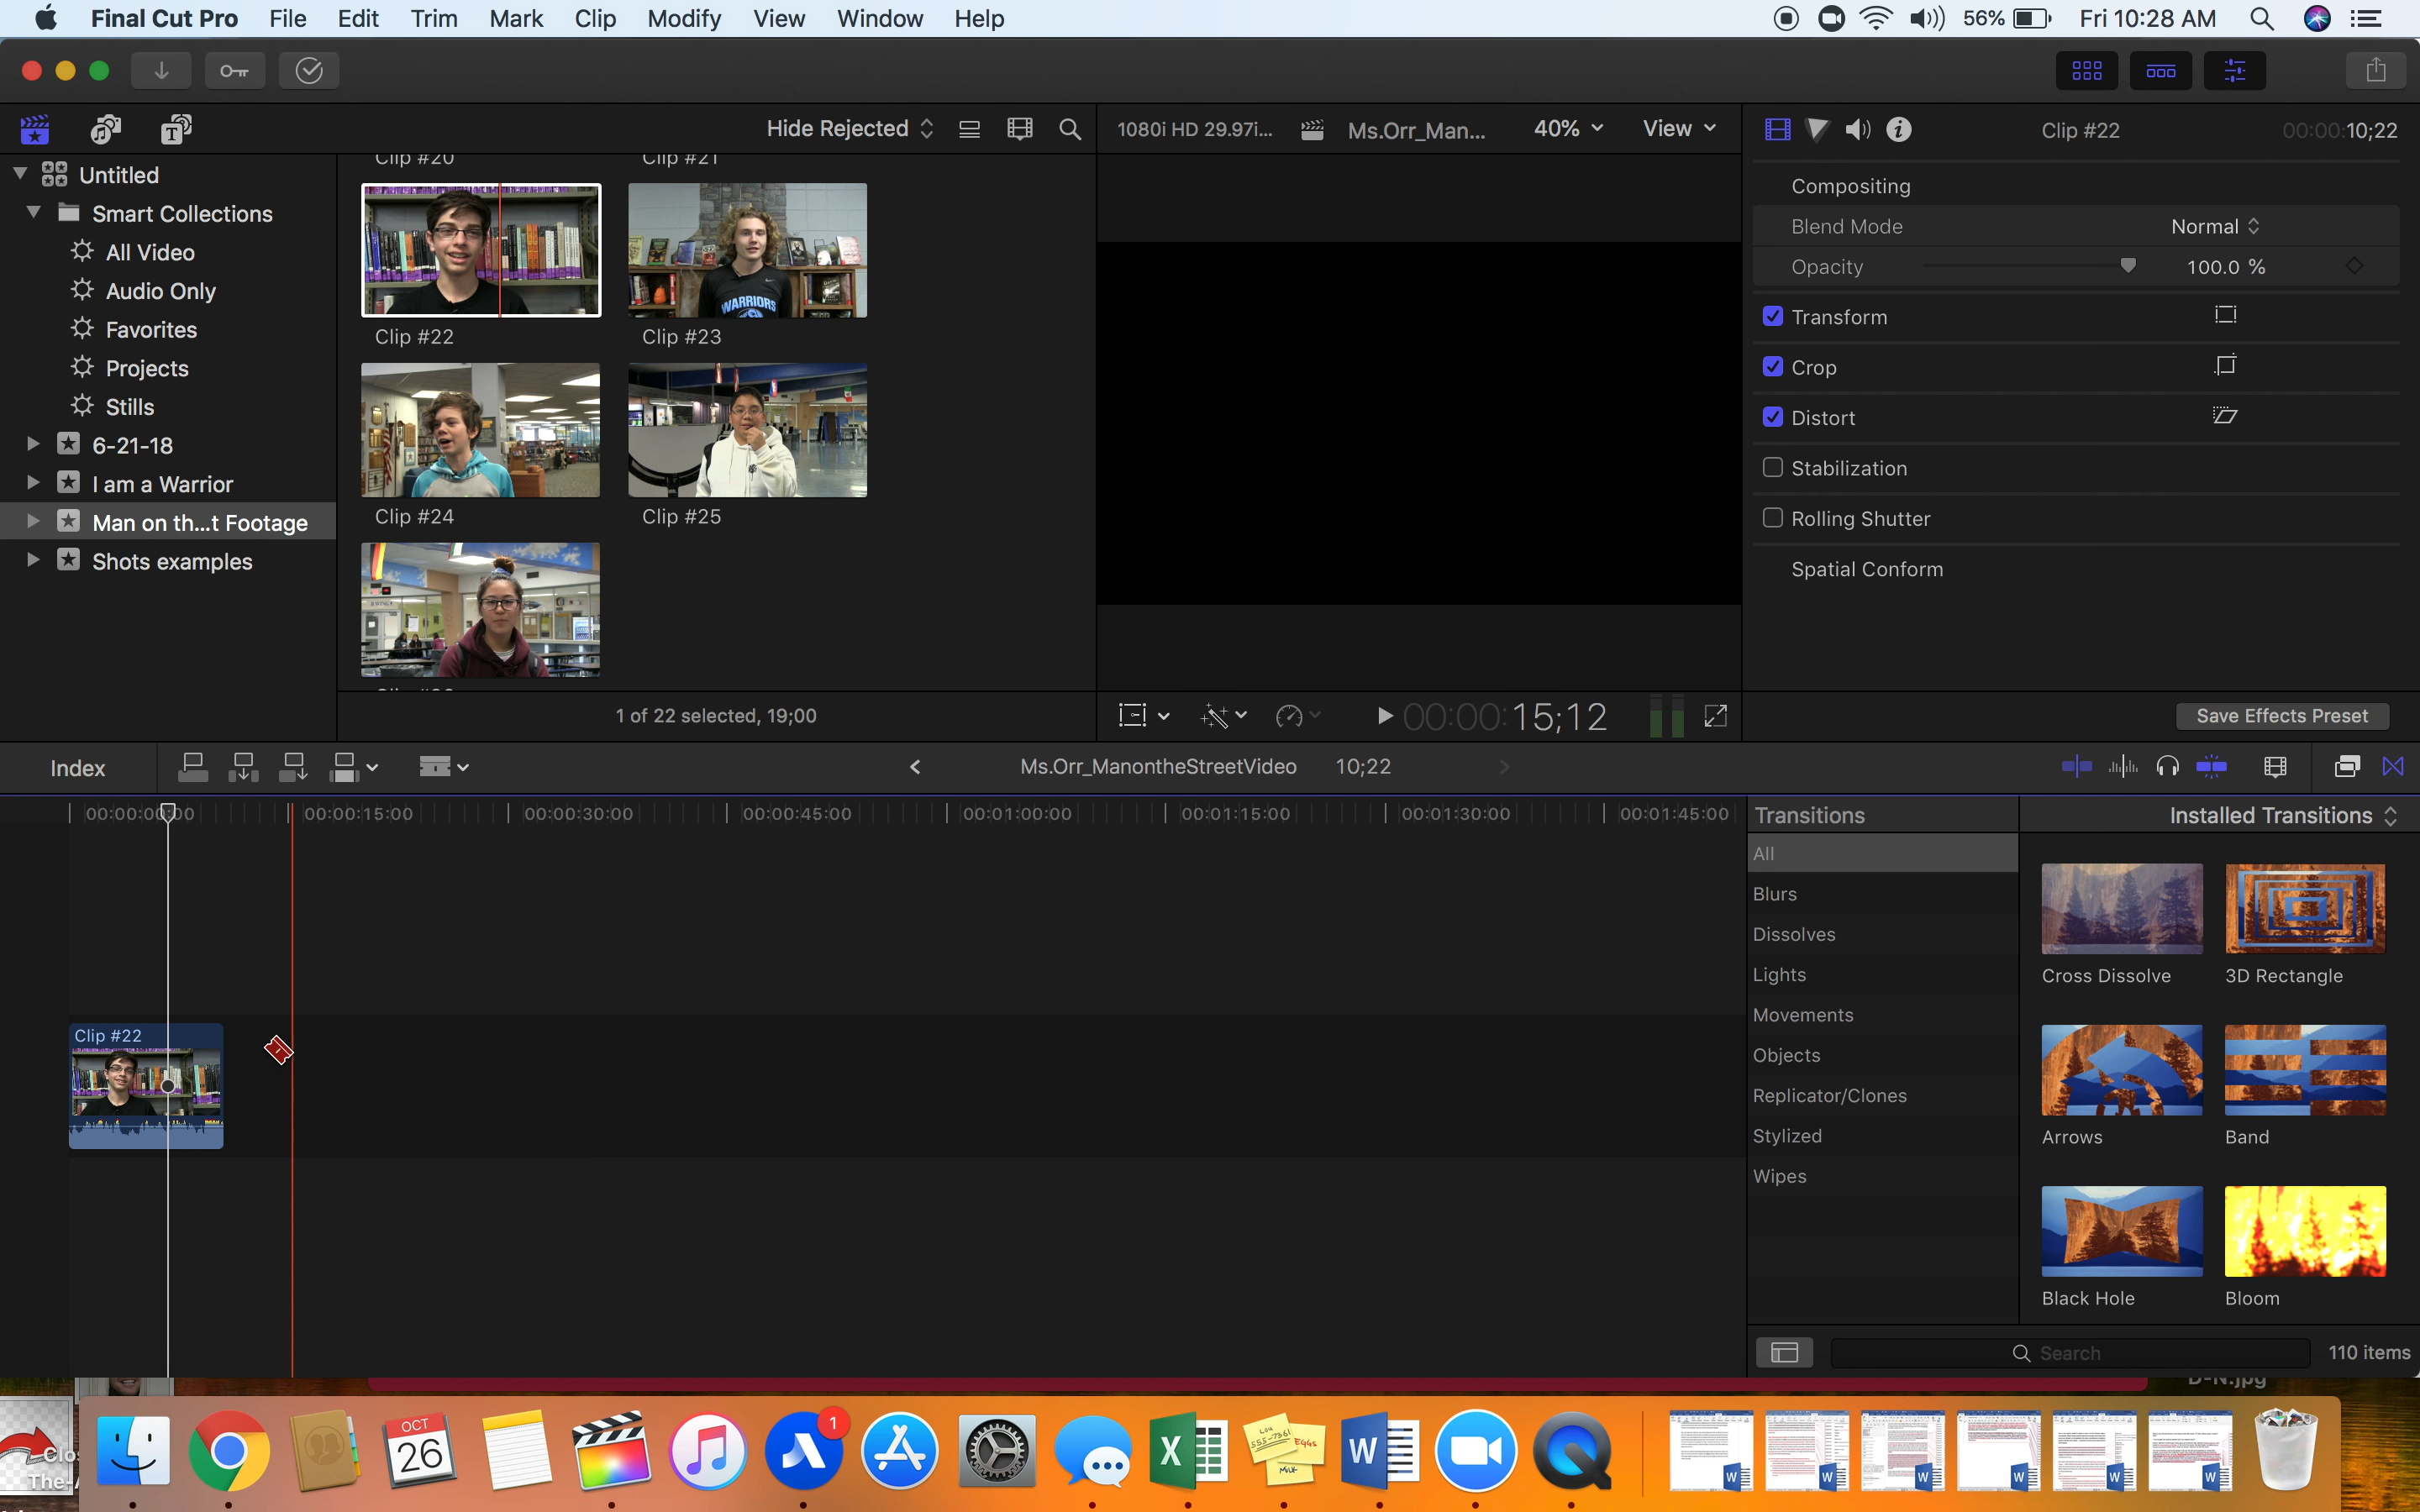 Final Cut Pro File Edit Trim Mark Clip Modify View Window Help 56% Fri 10:28 AM
Hide Rejected 1080i HD 29.97i... Ms.Orr_Man... 40% View Clip #22 00:00:10;22
Untitled
Smart Collections
All Video
Audio Only
Favorites
Projects
Stills
6-21-18
I am a Warrior
Man on th...t Footage
Shots examples
Clip #20 Clip #21
WARRIORS
Clip #22 Clip #23
Clip #24 Clip #25
1 of 22 selected, 19;00
00:00:15;12
Compositing
Blend Mode Normal
Opacity 100.0 %
Transform
Crop
Distort
Stabilization
Rolling Shutter
Spatial Conform
Save Effects Preset
Index Ms.Orr_ManontheStreetVideo 10;22
00:00:00:00 00:00:15:00 00:00:30:00 00:00:45:00 00:01:00:00 00:01:15:00 00:01:30:00 00:01:45:00
Clip #22
Transitions Installed Transitions
All
Blurs
Dissolves
Lights
Movements
Objects
Replicator/Clones
Stylized
Wipes
Cross Dissolve 3D Rectangle
Arrows Band
Black Hole Bloom
Search 110 items
D-N.jpg
OCT
26
1
555-7361
EGGS
MILK
X
W
W W W W W W